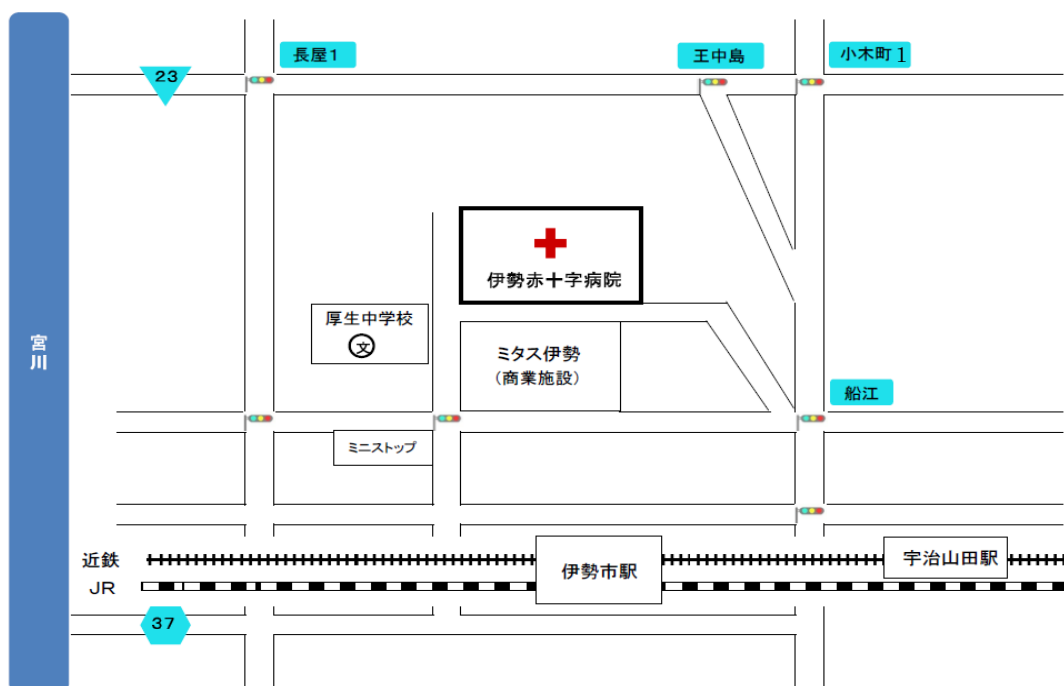 長屋1
王中島
小木町1
23
伊勢赤十字病院
厚生中学校
文
宮川
ミタス伊勢
(商業施設)
船江
ミニストップ
近鉄
伊勢市駅
宇治山田駅
JR
37